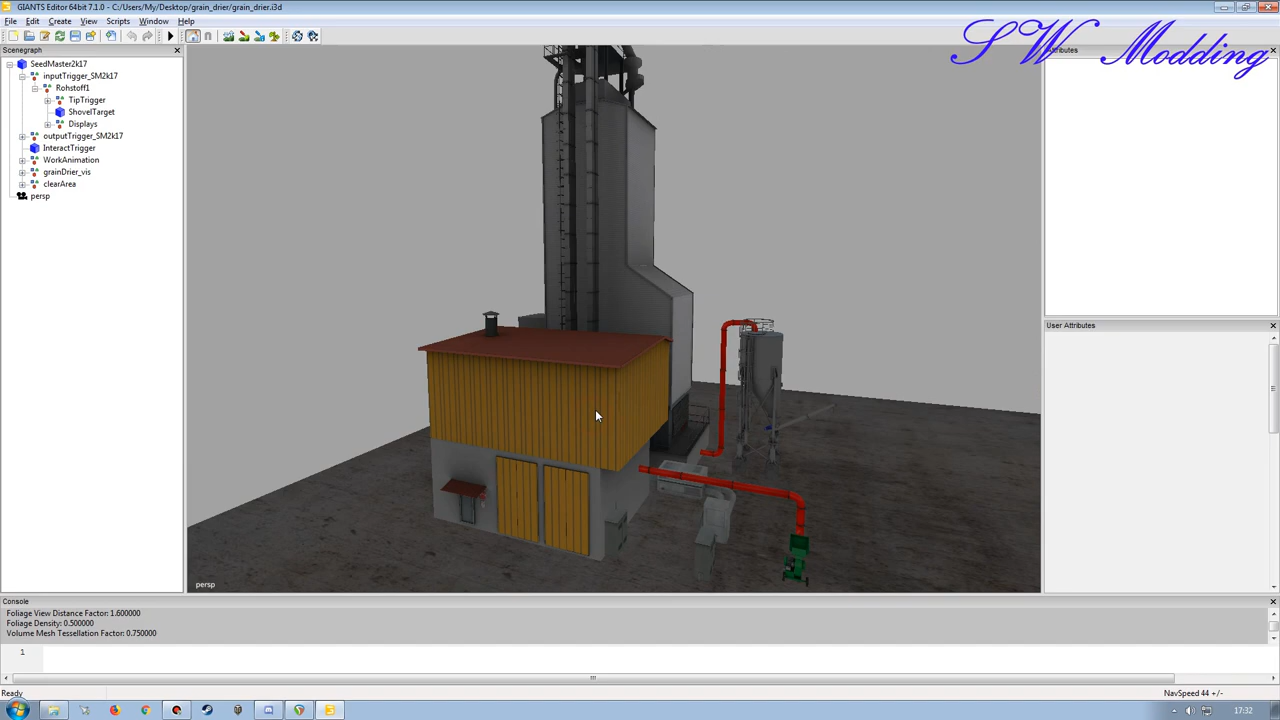 GIANTS Editor 64bit 7.1.0 - C:/Users/My/Desktop/grain_drier/grain_drier.i3d
File Edit Create View Scripts Window Help
SW Modding
Scenegraph
Attributes
SeedMaster2k17
inputTrigger_SM2k17
Rohstoff1
TipTrigger
ShovelTarget
Displays
outputTrigger_SM2k17
InteractTrigger
WorkAnimation
grainDrier_vis
clearArea
persp
User Attributes
persp
Console
Foliage View Distance Factor: 1.600000
Foliage Density: 0.500000
Volume Mesh Tessellation Factor: 0.750000
1
Ready
NavSpeed 44 +/-
17:32